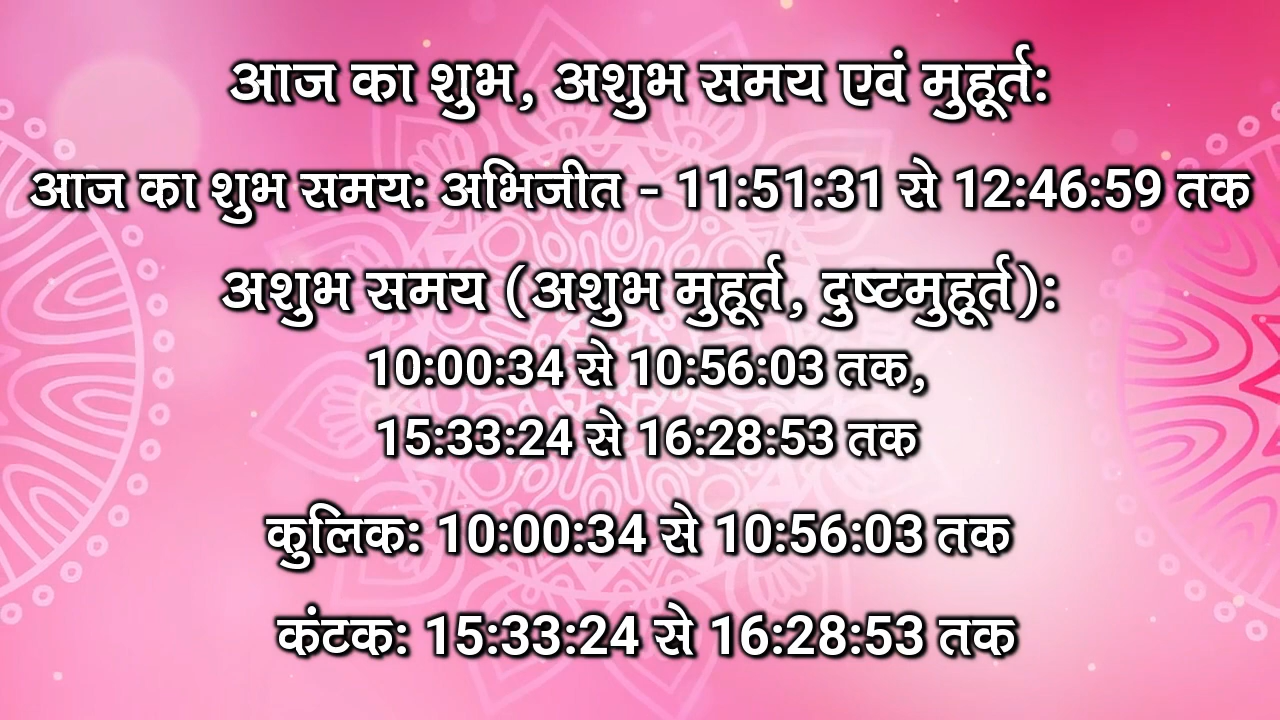 आज का शुभ, अशुभ समय एवं मुहूर्त:
आज का शुभ समय: अभिजीत - 11:51:31 से 12:46:59 तक
अशुभ समय (अशुभ मुहूर्त, दुष्टमुहूर्त):
10:00:34 से 10:56:03 तक,
15:33:24 से 16:28:53 तक
कुलिक: 10:00:34 से 10:56:03 तक
कंटक: 15:33:24 से 16:28:53 तक